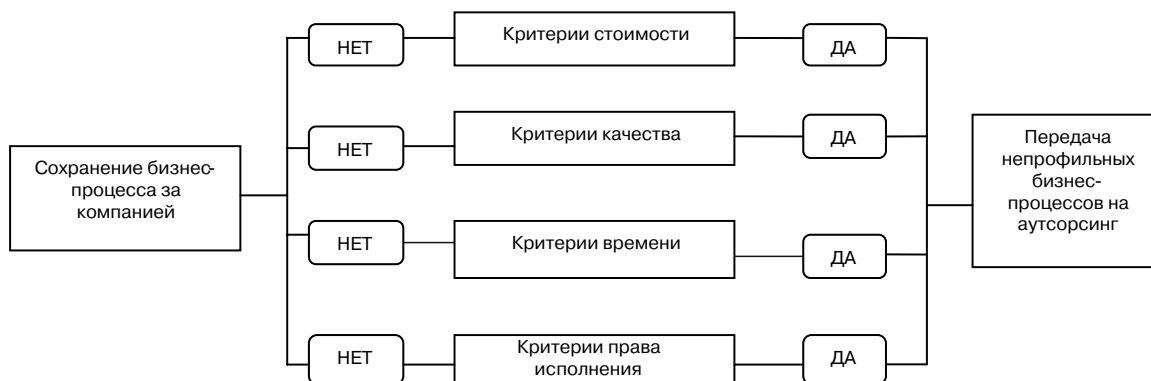 НЕТ
Критерии стоимости
ДА
НЕТ
Критерии качества
ДА
Сохранение бизнес-
процесса за
компанией
Передача
непрофильных
бизнес-
процессов на
аутсорсинг
НЕТ
Критерии времени
ДА
НЕТ
Критерии права
исполнения
ДА